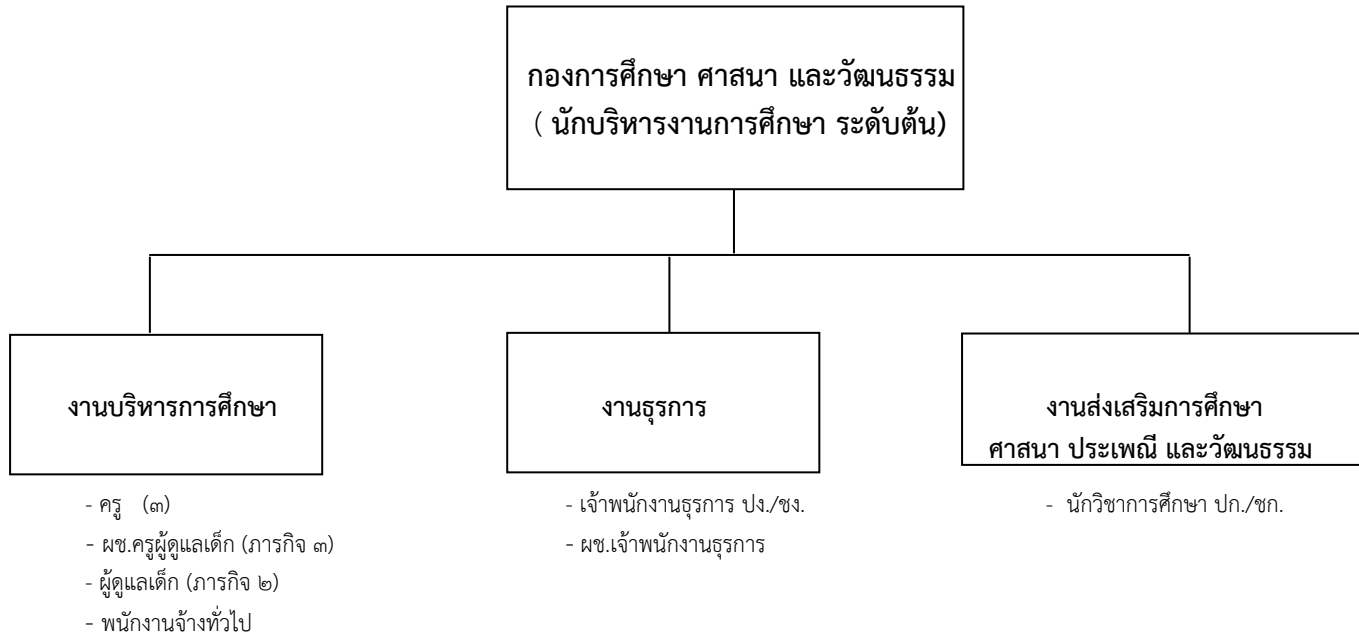 กองการศึกษา ศาสนา และวัฒนธรรม
( นักบริหารงานการศึกษา ระดับต้น)
งานบริหารการศึกษา
- ครู (๓)
- ผช.ครูผู้ดูแลเด็ก (ภารกิจ ๓)
- ผู้ดูแลเด็ก (ภารกิจ ๒)
- พนักงานจ้างทั่วไป
งานธุรการ
- เจ้าพนักงานธุรการ ปง./ชง.
- ผช.เจ้าพนักงานธุรการ
งานส่งเสริมการศึกษา
ศาสนา ประเพณี และวัฒนธรรม
- นักวิชาการศึกษา ปก./ชก.